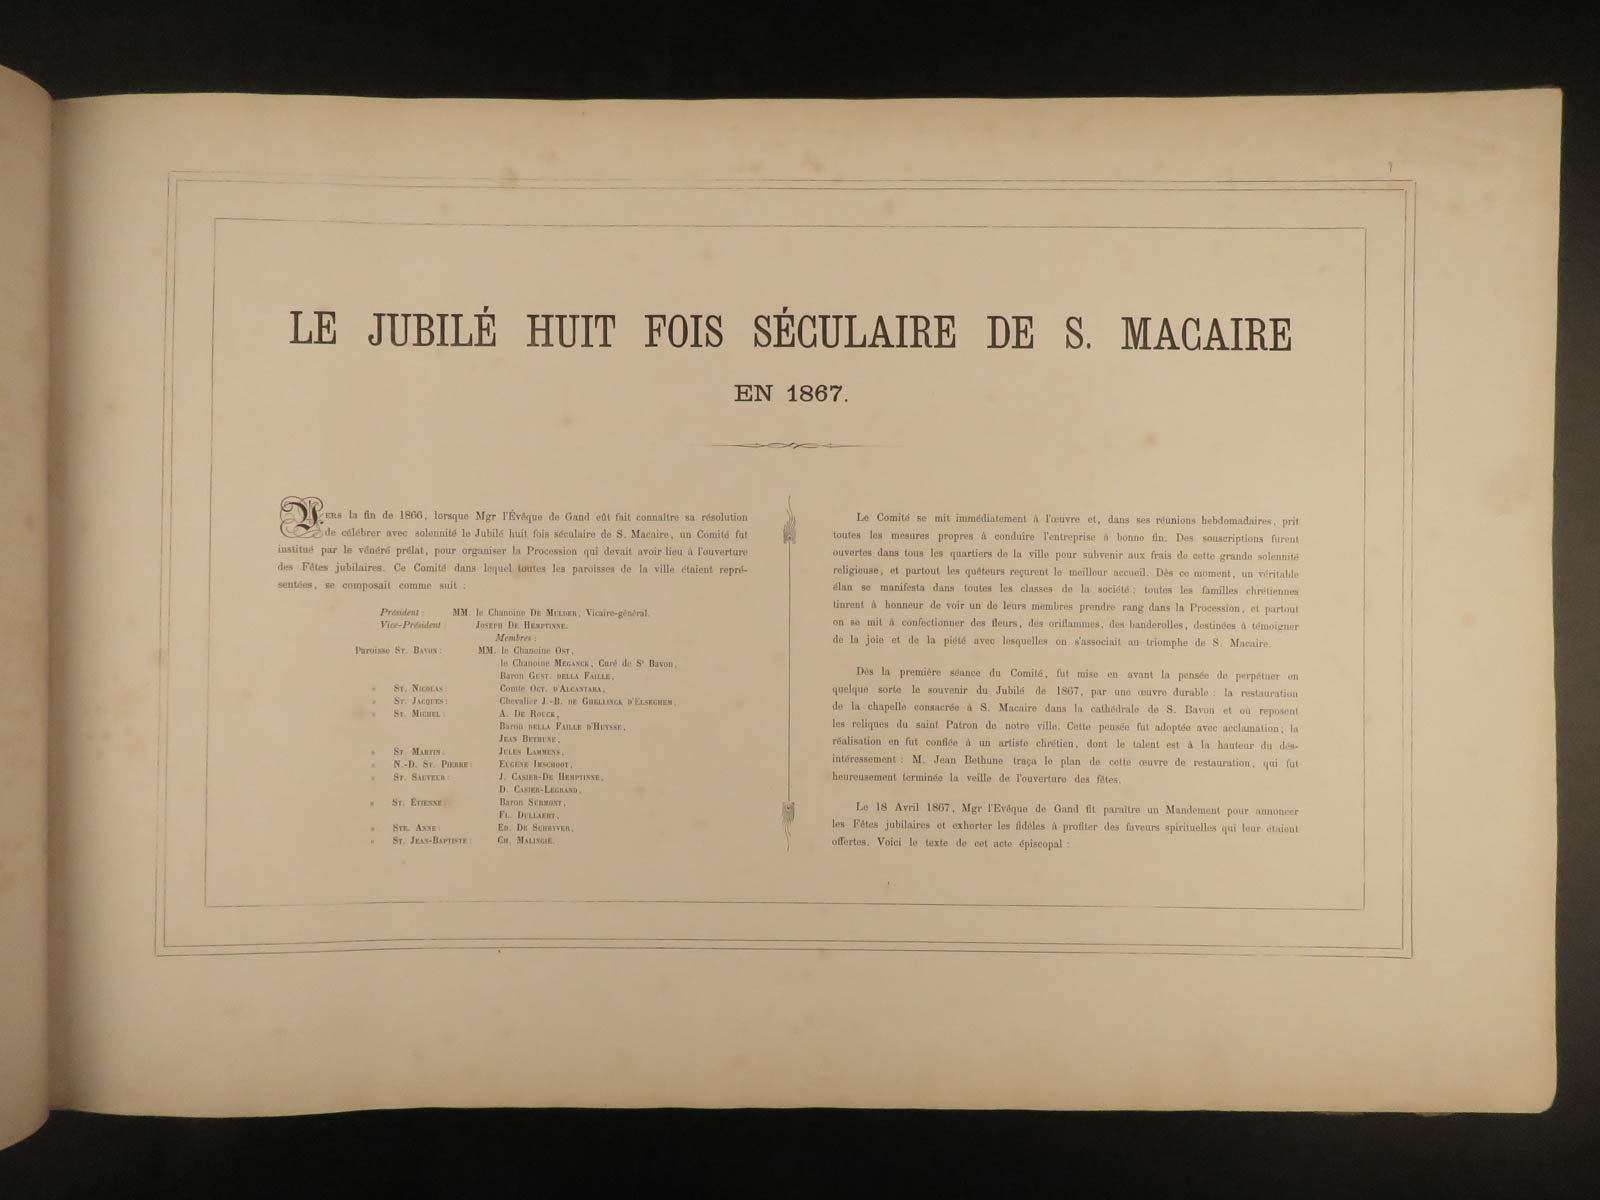 LE JUBILÉ HUIT FOIS SÉCULAIRE DE S. MACAIRE
EN 1867.
Vers la fin de 1866, lorsque Mgr l'Évêque de Gand eût fait connaître sa résolution
de célébrer avec solennité le Jubilé huit fois séculaire de S. Macaire, un Comité fut
institué par le vénéré prélat, pour organiser la Procession qui devait avoir lieu à l'ouverture
des Fêtes jubilaires. Ce Comité dans lequel toutes les paroisses de la ville étaient repré-
sentées, se composait comme suit :
Président : MM. le Chanoine De Mulder, Vicaire-général.
Vice-Président : Joseph De Hemptinne.
Membres :
Paroisse St. Bavon : MM. le Chanoine Ost,
le Chanoine Meganck, Curé de St Bavon,
Baron Gust. della Faille,
» St. Nicolas : Comte Oct. d'Alcantara,
» St. Jacques : Chevalier J.-B. de Ghellinck d'Elseghem,
» St. Michel : A. De Rouck,
Baron della Faille d'Huysse,
Jean Bethune,
» St. Martin : Jules Lammens,
» N.-D. St. Pierre : Eugène Imschoot,
» St. Sauveur : J. Casier-De Hemptinne,
D. Casier-Legrand,
» St. Étienne : Baron Surmont,
Fl. Dullaert,
» Ste. Anne : Ed. De Schryver,
» St. Jean-Baptiste : Ch. Malingié.
Le Comité se mit immédiatement à l'œuvre et, dans ses réunions hebdomadaires, prit
toutes les mesures propres à conduire l'entreprise à bonne fin. Des souscriptions furent
ouvertes dans tous les quartiers de la ville pour subvenir aux frais de cette grande solennité
religieuse, et partout les quêteurs reçurent le meilleur accueil. Dès ce moment, un véritable
élan se manifesta dans toutes les classes de la société : toutes les familles chrétiennes
tinrent à honneur de voir un de leurs membres prendre rang dans la Procession, et partout
on se mit à confectionner des fleurs, des oriflammes, des banderolles, destinées à témoigner
de la joie et de la piété avec lesquelles on s'associait au triomphe de S. Macaire.
Dès la première séance du Comité, fut mise en avant la pensée de perpétuer en
quelque sorte le souvenir du Jubilé de 1867, par une œuvre durable : la restauration
de la chapelle consacrée à S. Macaire dans la cathédrale de S. Bavon et où reposent
les reliques du saint Patron de notre ville. Cette pensée fut adoptée avec acclamation ; la
réalisation en fut confiée à un artiste chrétien, dont le talent est à la hauteur du dés-
intéressement : M. Jean Bethune traça le plan de cette œuvre de restauration, qui fut
heureusement terminée la veille de l'ouverture des fêtes.
Le 18 Avril 1867, Mgr l'Evêque de Gand fit paraître un Mandement pour annoncer
les Fêtes jubilaires et exhorter les fidèles à profiter des faveurs spirituelles qui leur étaient
offertes. Voici le texte de cet acte épiscopal :